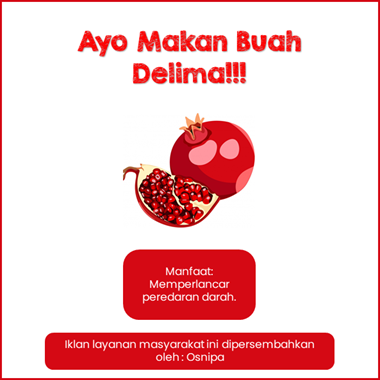 Ayo Makan Buah
Delima!!!
Manfaat:
Memperlancar
peredaran darah.
Iklan layanan masyarakat ini dipersembahkan
oleh : Osnipa